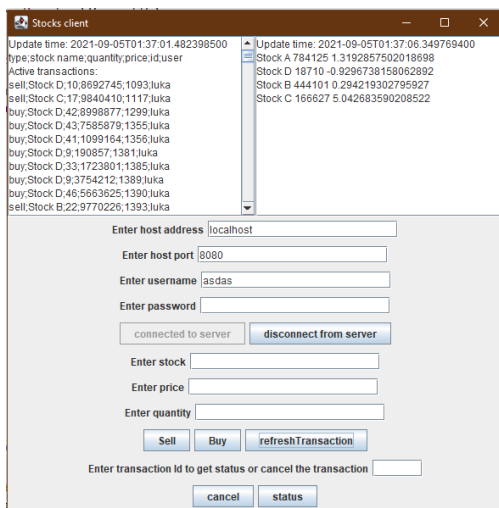 Stocks client
Update time: 2021-09-05T01:37:01.482398500
type;stock name;quantity;price;id;user
Active transactions:
sell;Stock D;10;8692745;1093;luka
sell;Stock C;17;9840410;1117;luka
buy;Stock D;42;8998877;1299;luka
buy;Stock D;43;7585879;1355;luka
buy;Stock D;41;1099164;1356;luka
buy;Stock D;9;190857;1381;luka
buy;Stock D;33;1723801;1385;luka
buy;Stock D;9;3754212;1389;luka
buy;Stock D;46;5663625;1390;luka
sell;Stock B;22;9770226;1393;luka
Update time: 2021-09-05T01:37:06.349769400
Stock A 784125 1.3192857502018698
Stock D 18710 -0.9296738158062892
Stock B 444101 0.294219302795927
Stock C 166627 5.042683590208522
Enter host address localhost
Enter host port 8080
Enter username asdas
Enter password
connected to server disconnect from server
Enter stock
Enter price
Enter quantity
Sell Buy refreshTransaction
Enter transaction Id to get status or cancel the transaction
cancel status